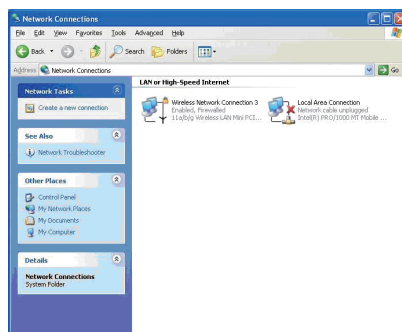 Network Connections
File Edit View Favorites Tools Advanced Help
Back Search Folders
Address Network Connections Go
Network Tasks
Create a new connection
See Also
Network Troubleshooter
Other Places
Control Panel
My Network Places
My Documents
My Computer
Details
Network Connections
System Folder
LAN or High-Speed Internet
Wireless Network Connection 3
Enabled, Firewalled
11a/b/g Wireless LAN Mini PCI...
Local Area Connection
Network cable unplugged
Intel(R) PRO/1000 MT Mobile ...